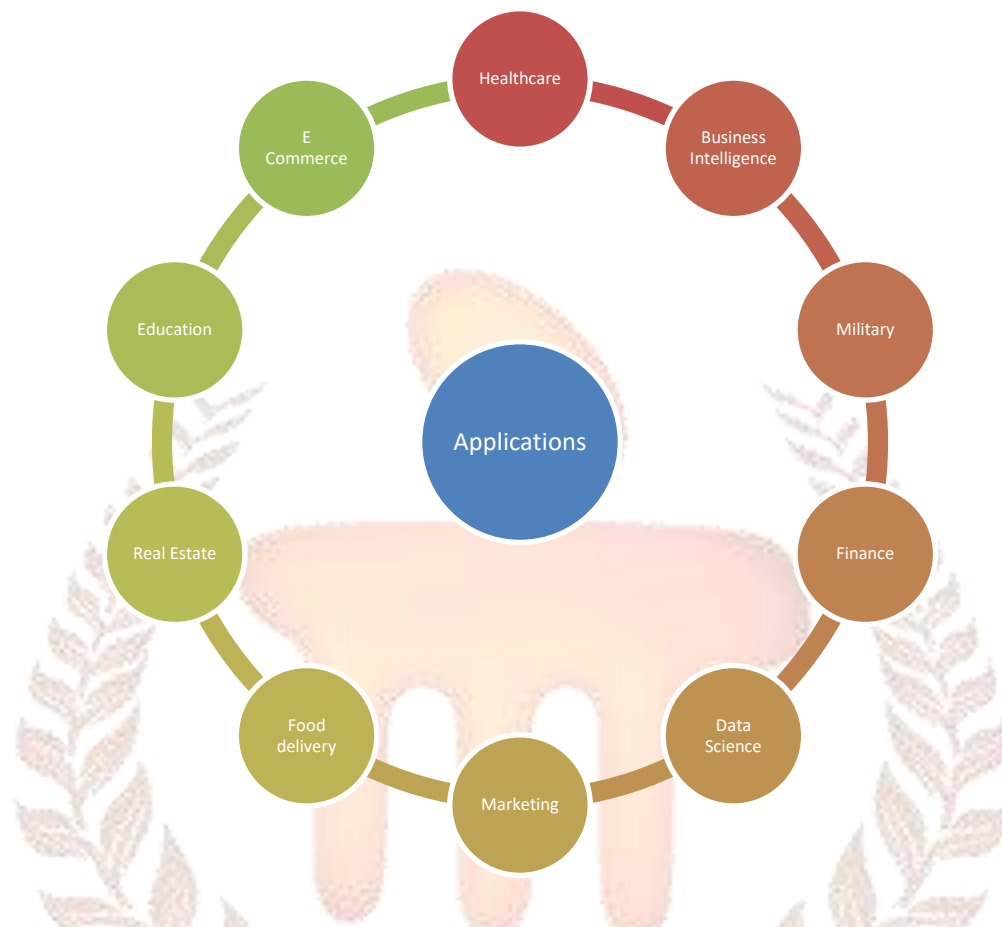 Healthcare
Business
Intelligence
Military
Finance
Data
Science
Marketing
Food
delivery
Real Estate
Education
E
Commerce
Applications